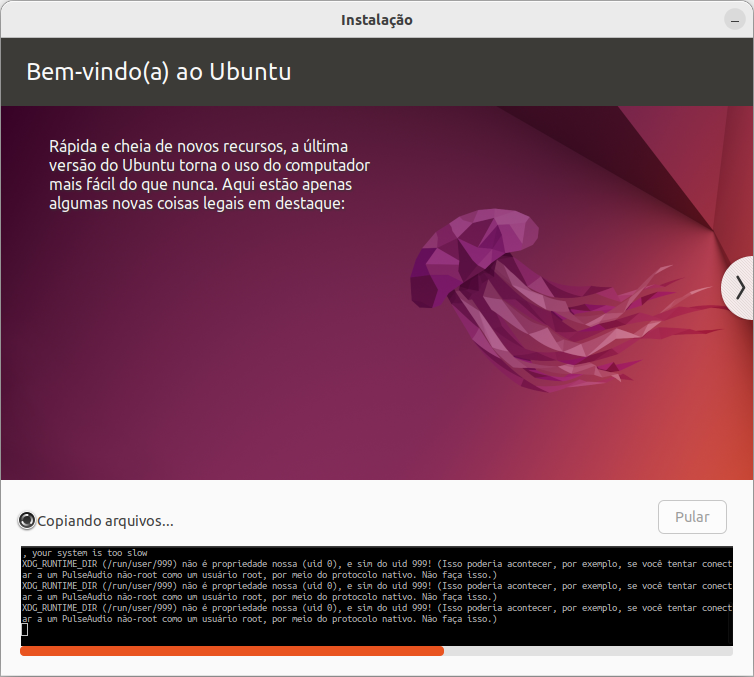 Instalação
Bem-vindo(a) ao Ubuntu
Rápida e cheia de novos recursos, a última
versão do Ubuntu torna o uso do computador
mais fácil do que nunca. Aqui estão apenas
algumas novas coisas legais em destaque:
Copiando arquivos...
Pular
, your system is too slow
XDG_RUNTIME_DIR (/run/user/999) não é propriedade nossa (uid 0), e sim do uid 999! (Isso poderia acontecer, por exemplo, se você tentar conect
ar a um PulseAudio não-root como um usuário root, por meio do protocolo nativo. Não faça isso.)
XDG_RUNTIME_DIR (/run/user/999) não é propriedade nossa (uid 0), e sim do uid 999! (Isso poderia acontecer, por exemplo, se você tentar conect
ar a um PulseAudio não-root como um usuário root, por meio do protocolo nativo. Não faça isso.)
XDG_RUNTIME_DIR (/run/user/999) não é propriedade nossa (uid 0), e sim do uid 999! (Isso poderia acontecer, por exemplo, se você tentar conect
ar a um PulseAudio não-root como um usuário root, por meio do protocolo nativo. Não faça isso.)